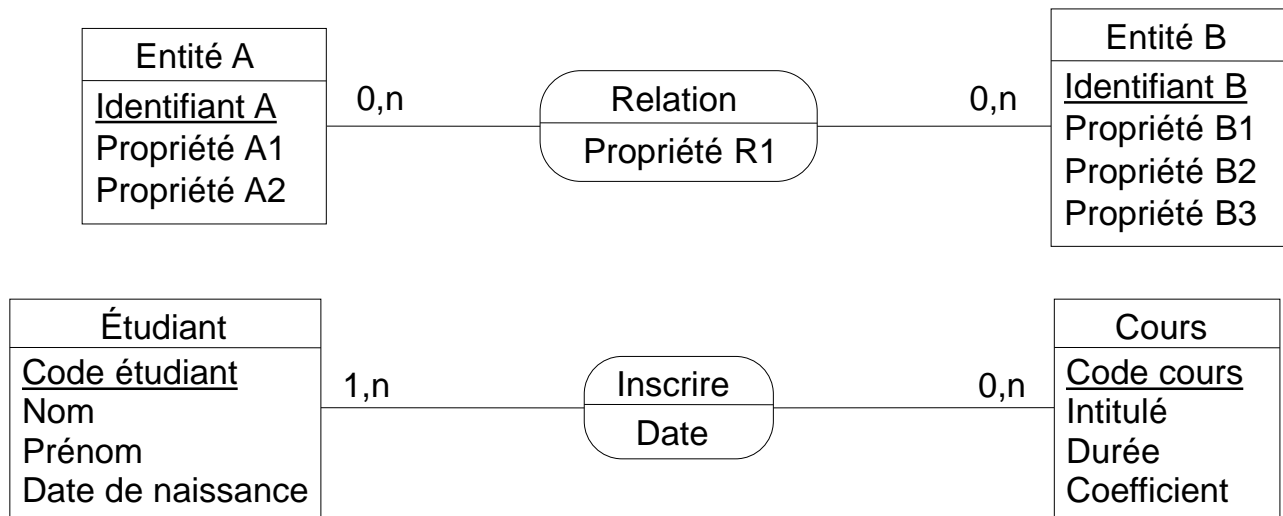 Entité A
Identifiant A
Propriété A1
Propriété A2
0,n
Relation
Propriété R1
0,n
Entité B
Identifiant B
Propriété B1
Propriété B2
Propriété B3
Étudiant
Code étudiant
Nom
Prénom
Date de naissance
1,n
Inscrire
Date
0,n
Cours
Code cours
Intitulé
Durée
Coefficient